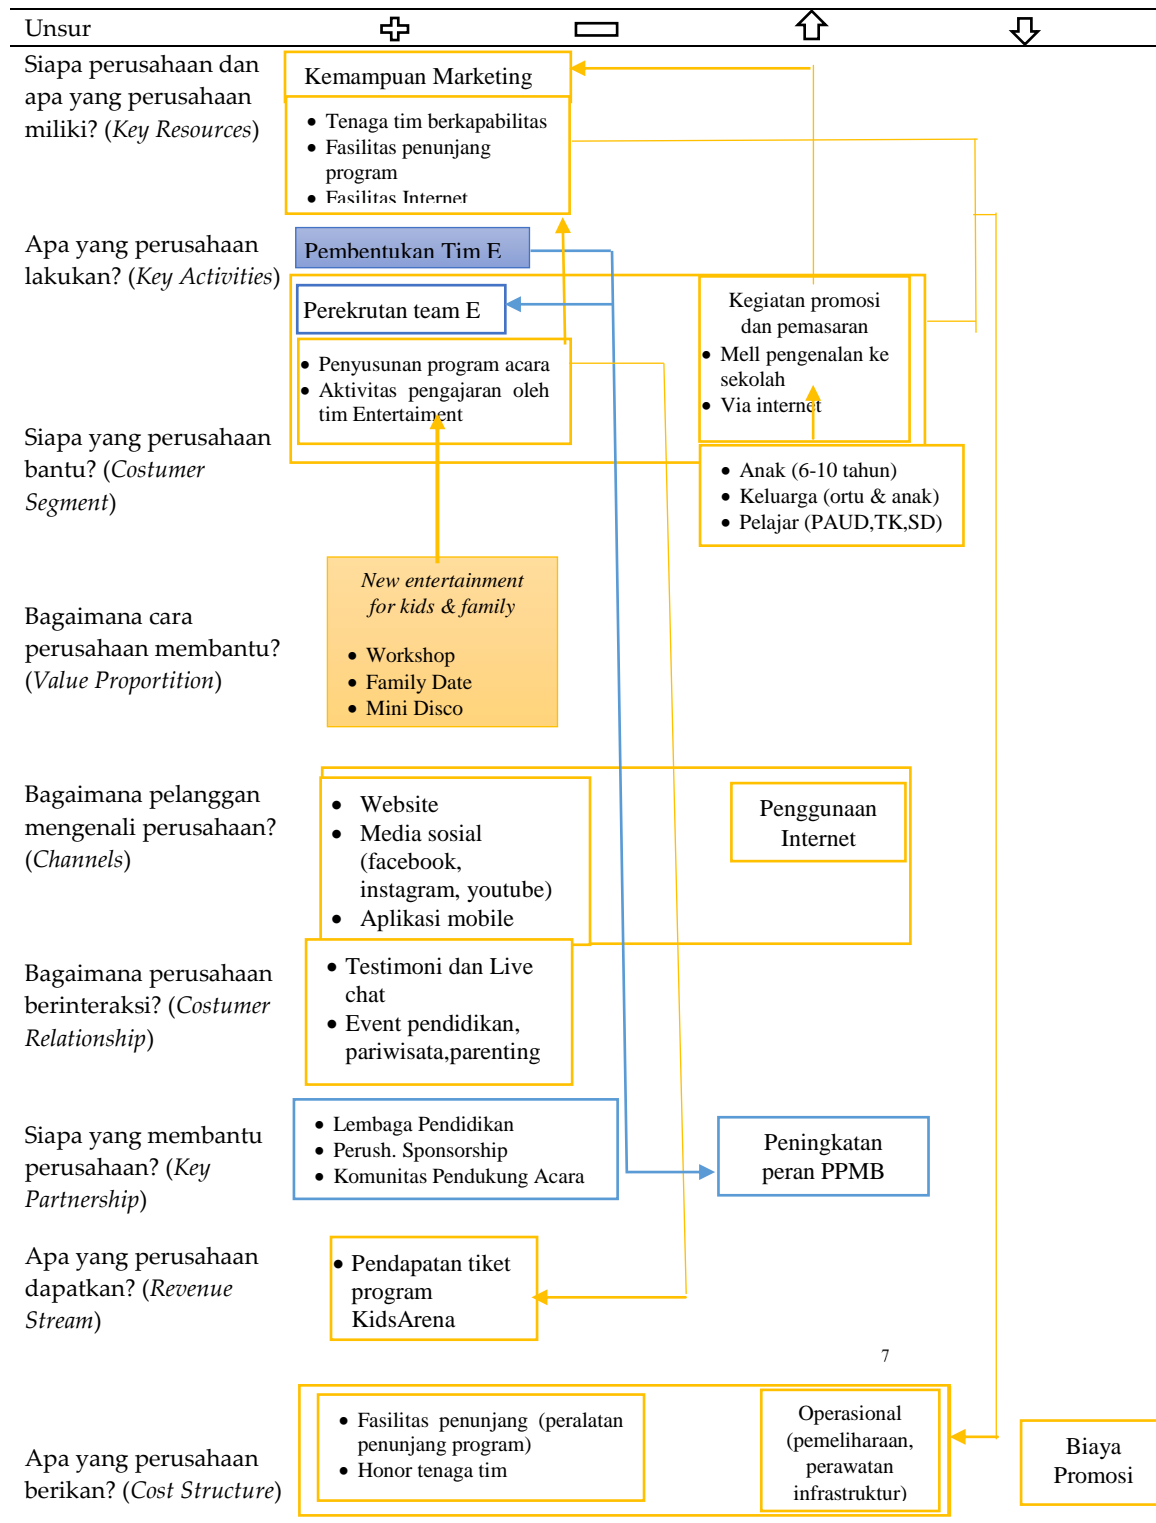 Unsur
Siapa perusahaan dan
apa yang perusahaan
miliki? (Key Resources)
Kemampuan Marketing
• Tenaga tim berkapabilitas
• Fasilitas penunjang
program
• Fasilitas Internet
Apa yang perusahaan
lakukan? (Key Activities)
Pembentukan Tim E
Perekrutan team E
• Penyusunan program acara
• Aktivitas pengajaran oleh
tim Entertaiment
Kegiatan promosi
dan pemasaran
• Mell pengenalan ke
sekolah
• Via internet
Siapa yang perusahaan
bantu? (Costumer
Segment)
• Anak (6-10 tahun)
• Keluarga (ortu & anak)
• Pelajar (PAUD,TK,SD)
Bagaimana cara
perusahaan membantu?
(Value Proportition)
New entertainment
for kids & family
• Workshop
• Family Date
• Mini Disco
Bagaimana pelanggan
mengenali perusahaan?
(Channels)
• Website
• Media sosial
(facebook,
instagram, youtube)
• Aplikasi mobile
Penggunaan
Internet
Bagaimana perusahaan
berinteraksi? (Costumer
Relationship)
• Testimoni dan Live
chat
• Event pendidikan,
pariwisata,parenting
Siapa yang membantu
perusahaan? (Key
Partnership)
• Lembaga Pendidikan
• Perush. Sponsorship
• Komunitas Pendukung Acara
Peningkatan
peran PPMB
Apa yang perusahaan
dapatkan? (Revenue
Stream)
• Pendapatan tiket
program
KidsArena
7
Apa yang perusahaan
berikan? (Cost Structure)
• Fasilitas penunjang (peralatan
penunjang program)
• Honor tenaga tim
Operasional
(pemeliharaan,
perawatan
infrastruktur)
Biaya
Promosi